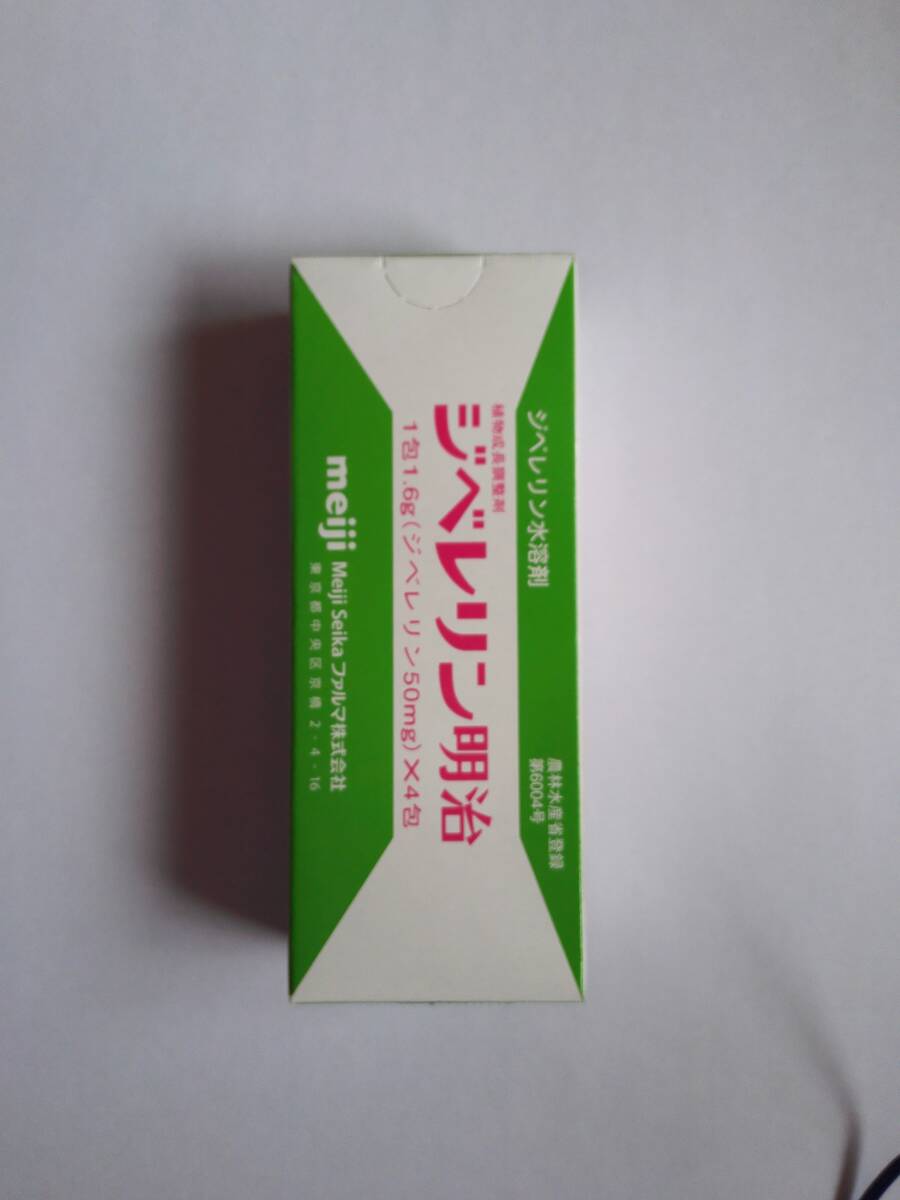 ジベレリン水溶剤
農林水産省登録
第6004号
植物成長調整剤
ジベレリン明治
1包1.6g(ジベレリン50mg)×4包
meiji
Meiji Seika ファルマ株式会社
東京都中央区京橋2-4-16